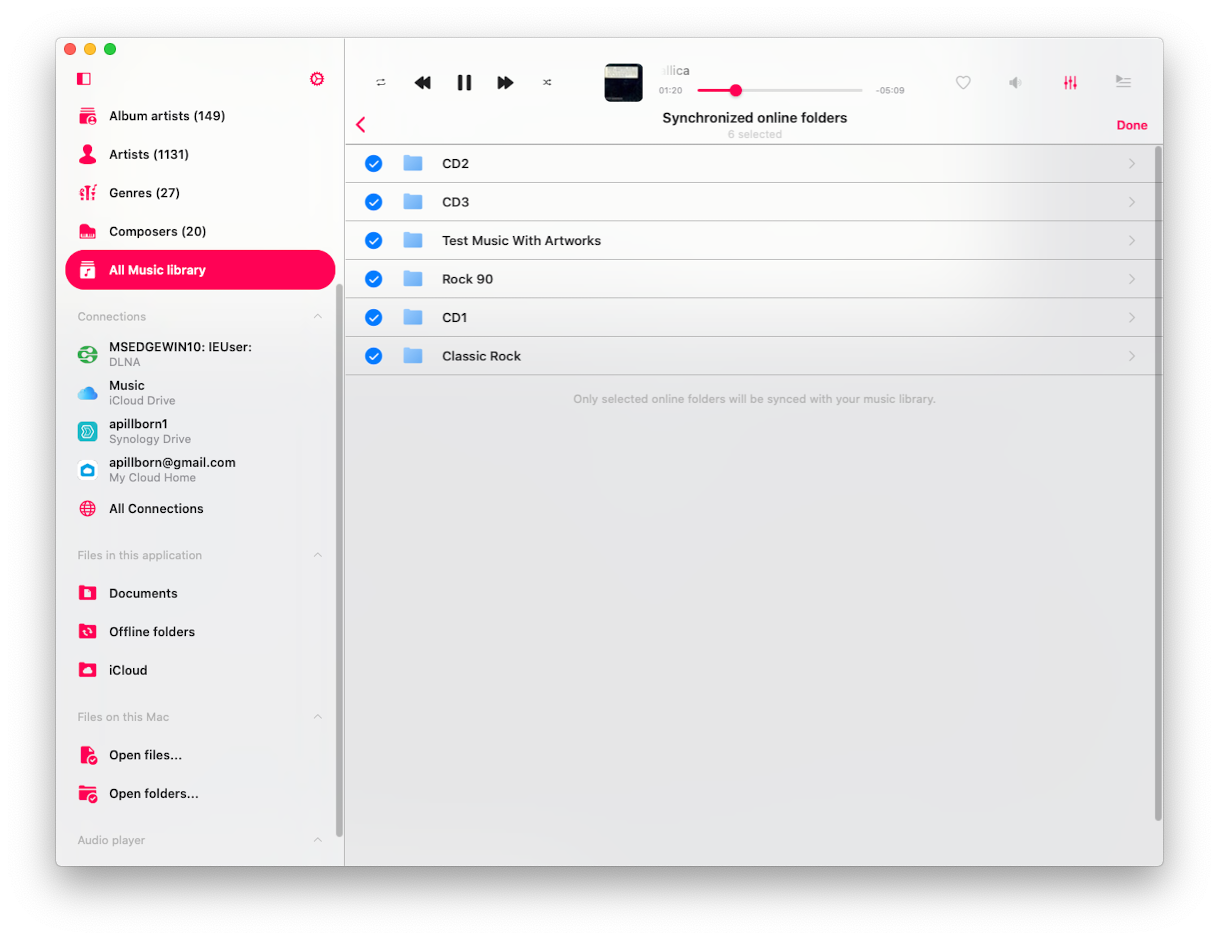 Album artists (149)
Artists (1131)
Genres (27)
Composers (20)
All Music library
Connections
MSEDGEWIN10: IEUser:
DLNA
Music
iCloud Drive
apillborn1
Synology Drive
apillborn@gmail.com
My Cloud Home
All Connections
Files in this application
Documents
Offline folders
iCloud
Files on this Mac
Open files...
Open folders...
Audio player
llica
01:20
-05:09
Synchronized online folders
6 selected
Done
CD2
CD3
Test Music With Artworks
Rock 90
CD1
Classic Rock
Only selected online folders will be synced with your music library.